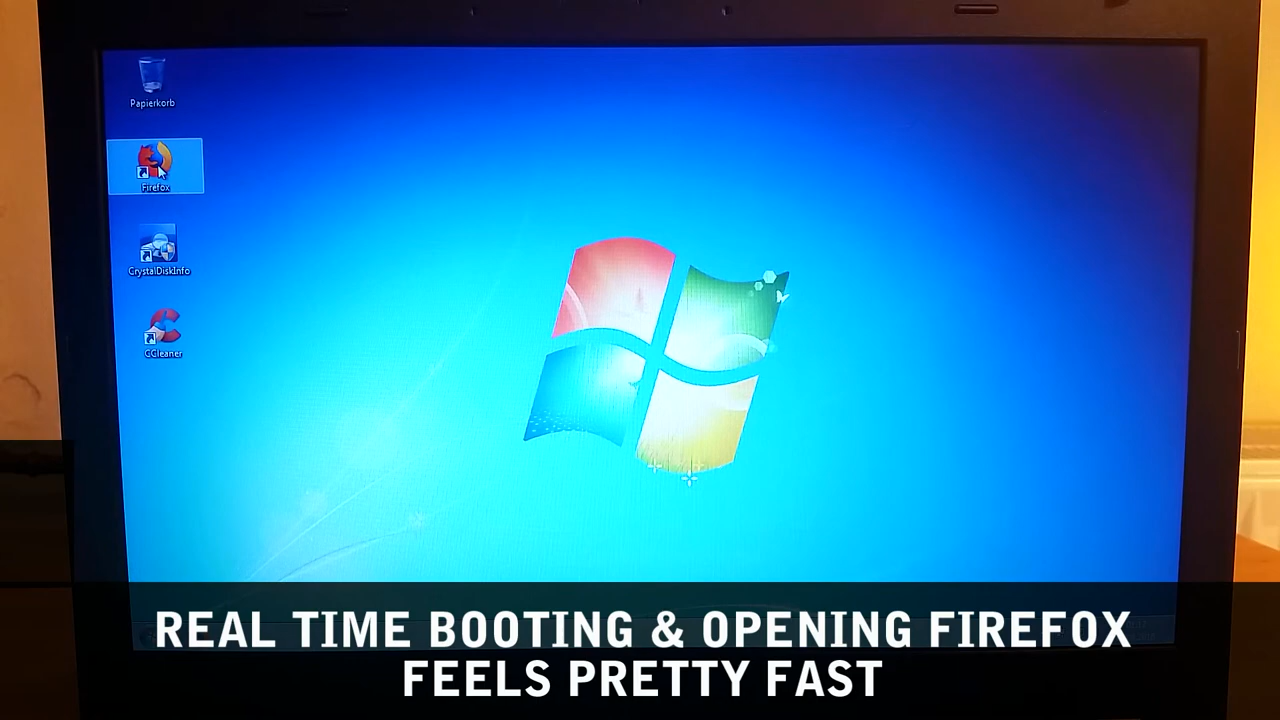 Papierkorb
Firefox
CrystalDiskInfo
CCleaner
REAL TIME BOOTING & OPENING FIREFOX
FEELS PRETTY FAST